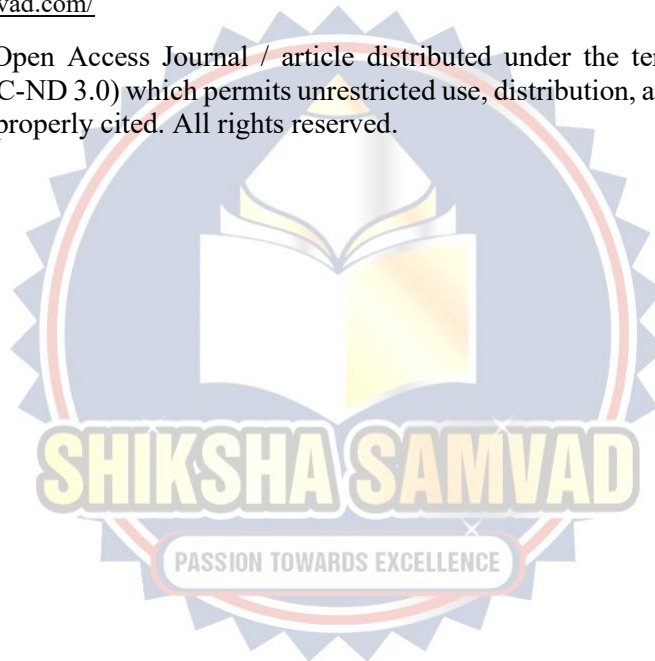 vad.com/
Open Access Journal / article distributed under the ter
C-ND 3.0) which permits unrestricted use, distribution, a
properly cited. All rights reserved.
SHIKSHA SAMVAD
PASSION TOWARDS EXCELLENCE